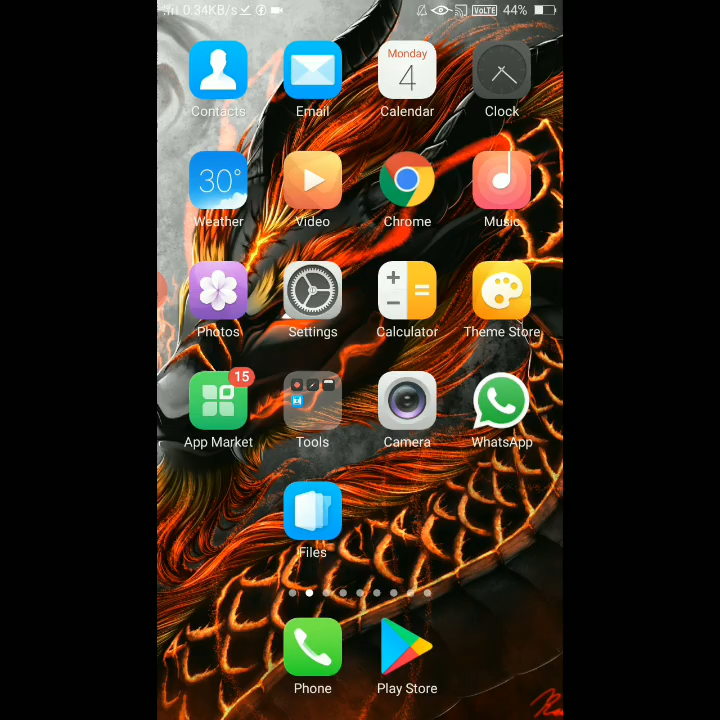 0.34KB/s VoLTE 44%
Monday
4
Contacts Email Calendar Clock
30°
Weather Video Chrome Music
Photos Settings Calculator Theme Store
15
App Market Tools Camera WhatsApp
Files
Phone Play Store